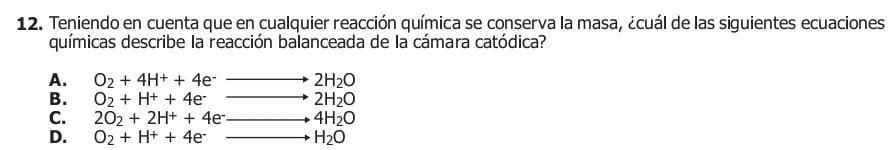 12. Teniendo en cuenta que en cualquier reacción química se conserva la masa, ¿cuál de las siguientes ecuaciones
químicas describe la reacción balanceada de la cámara catódica?
A. O₂ + 4H⁺ + 4e⁻ ⟶ 2H₂O
B. O₂ + H⁺ + 4e⁻ ⟶ 2H₂O
C. 2O₂ + 2H⁺ + 4e⁻ ⟶ 4H₂O
D. O₂ + H⁺ + 4e⁻ ⟶ H₂O